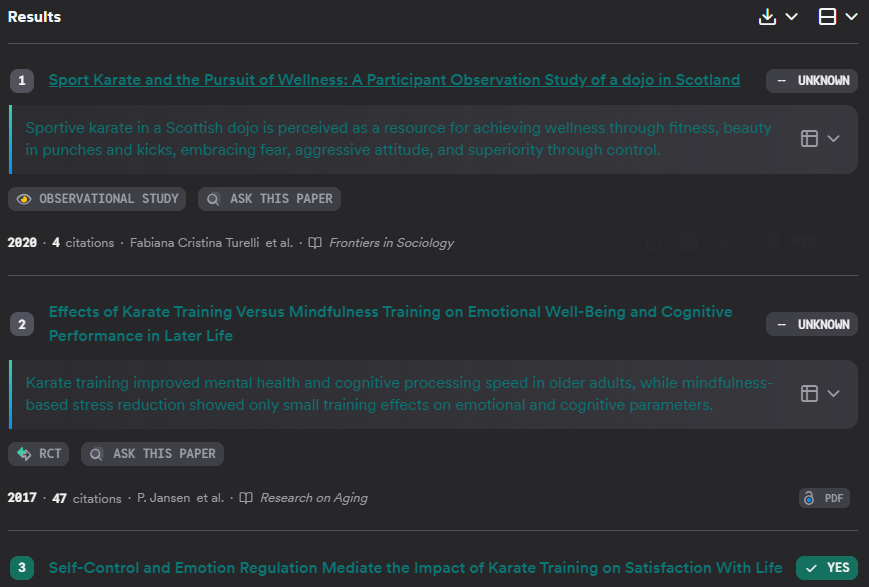 Results
1 Sport Karate and the Pursuit of Wellness: A Participant Observation Study of a dojo in Scotland -- UNKNOWN
Sportive karate in a Scottish dojo is perceived as a resource for achieving wellness through fitness, beauty
in punches and kicks, embracing fear, aggressive attitude, and superiority through control.
OBSERVATIONAL STUDY ASK THIS PAPER
2020 · 4 citations · Fabiana Cristina Turelli et al. · Frontiers in Sociology
2 Effects of Karate Training Versus Mindfulness Training on Emotional Well-Being and Cognitive
Performance in Later Life -- UNKNOWN
Karate training improved mental health and cognitive processing speed in older adults, while mindfulness-
based stress reduction showed only small training effects on emotional and cognitive parameters.
RCT ASK THIS PAPER
2017 · 47 citations · P. Jansen et al. · Research on Aging PDF
3 Self-Control and Emotion Regulation Mediate the Impact of Karate Training on Satisfaction With Life YES